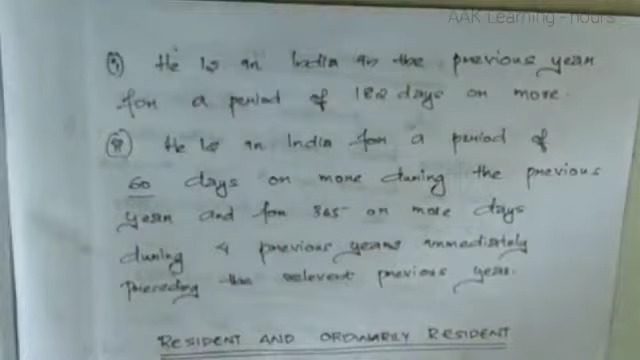 AAK Learning - hours
(i) He is in India in the previous year
for a period of 182 days or more.
(ii) He is in India for a period of
60 days or more during the previous
year and for 365 or more days
during 4 previous years immediately
preceding the relevent previous year.
RESIDENT AND ORDINARILY RESIDENT